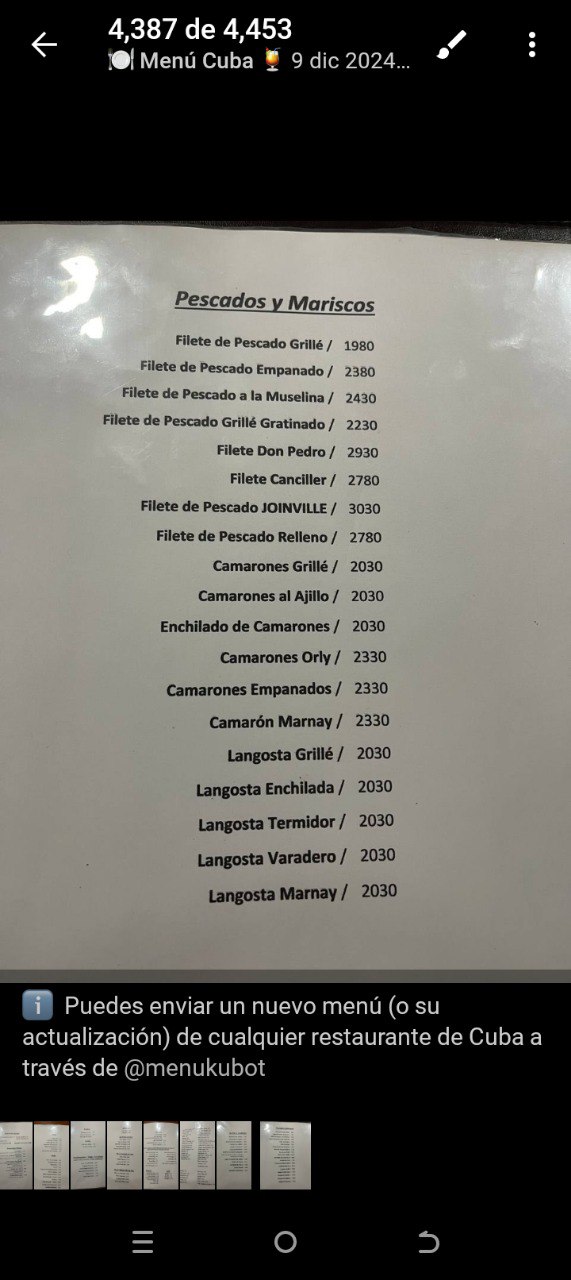 4,387 de 4,453
🍽️ Menú Cuba 🍹 9 dic 2024...
Pescados y Mariscos
Filete de Pescado Grillé / 1980
Filete de Pescado Empanado / 2380
Filete de Pescado a la Muselina / 2430
Filete de Pescado Grillé Gratinado / 2230
Filete Don Pedro / 2930
Filete Canciller / 2780
Filete de Pescado JOINVILLE / 3030
Filete de Pescado Relleno / 2780
Camarones Grillé / 2030
Camarones al Ajillo / 2030
Enchilado de Camarones / 2030
Camarones Orly / 2330
Camarones Empanados / 2330
Camarón Marnay / 2330
Langosta Grillé / 2030
Langosta Enchilada / 2030
Langosta Termidor / 2030
Langosta Varadero / 2030
Langosta Marnay / 2030
ℹ️ Puedes enviar un nuevo menú (o su
actualización) de cualquier restaurante de Cuba a
través de @menukubot